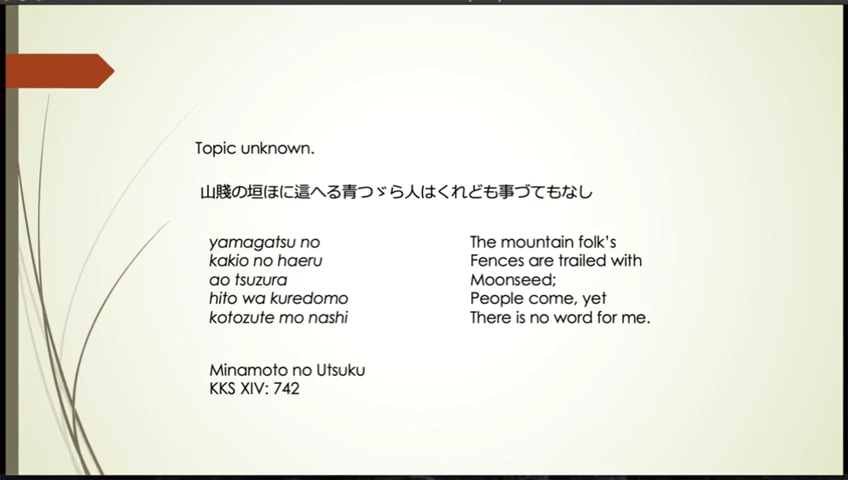 Topic unknown.
山賤の垣ほに這へる青つゞら人はくれども事づてもなし
yamagatsu no
kakio no haeru
ao tsuzura
hito wa kuredomo
kotozute mo nashi
The mountain folk's
Fences are trailed with
Moonseed;
People come, yet
There is no word for me.
Minamoto no Utsuku
KKS XIV: 742